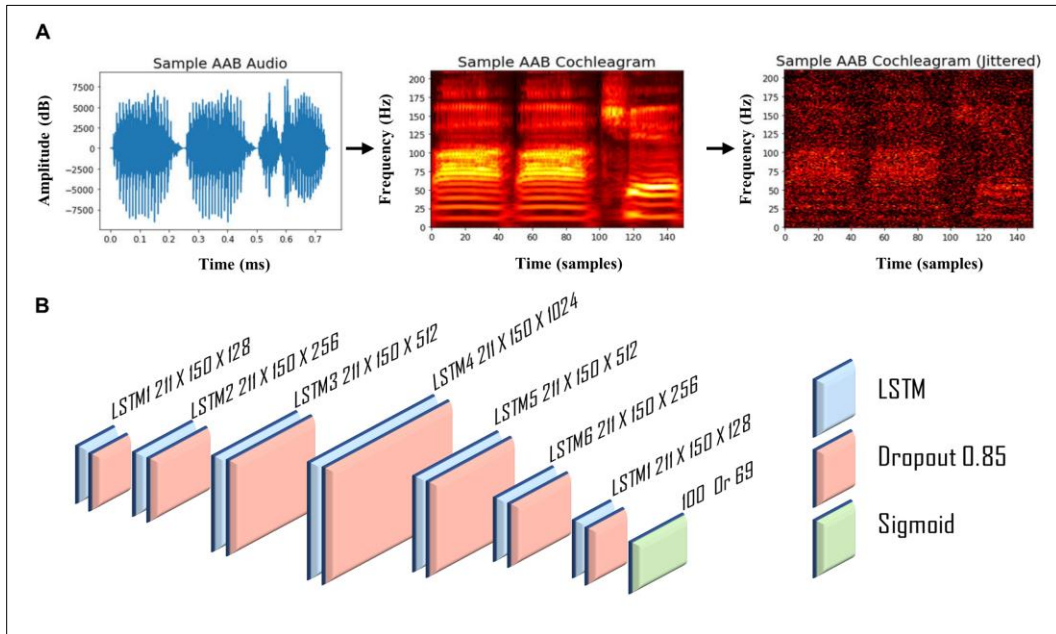 A
Sample AAB Audio
Amplitude (dB)
7500
5000
2500
0
−2500
−5000
−7500
0.0 0.1 0.2 0.3 0.4 0.5 0.6 0.7
Time (ms)
Sample AAB Cochleagram
Frequency (Hz)
200
175
150
125
100
75
50
25
0
0 20 40 60 80 100 120 140
Time (samples)
Sample AAB Cochleagram (Jittered)
Frequency (Hz)
200
175
150
125
100
75
50
25
0
0 20 40 60 80 100 120 140
Time (samples)
B
LSTM1 211 X 150 X 128
LSTM2 211 X 150 X 256
LSTM3 211 X 150 X 512
LSTM4 211 X 150 X 1024
LSTM5 211 X 150 X 512
LSTM6 211 X 150 X 256
LSTM1 211 X 150 X 128
100 Or 69
LSTM
Dropout 0.85
Sigmoid